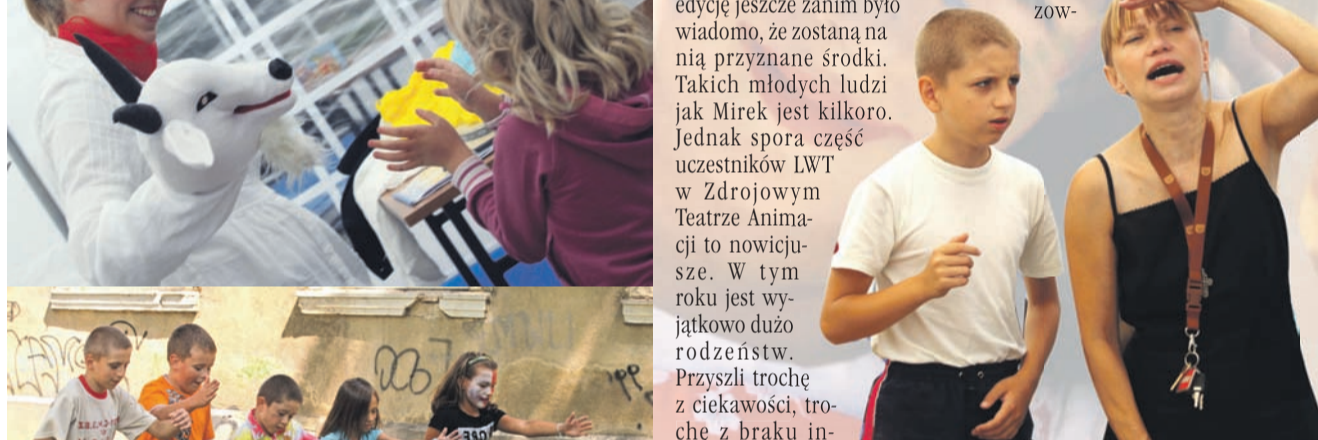 edycję jeszcze zanim było
wiadomo, że zostaną na
nią przyznane środki.
Takich młodych ludzi
jak Mirek jest kilkoro.
Jednak spora część
uczestników LWT
w Zdrojowym
Teatrze Anima-
cji to nowicju-
sze. W tym
roku jest wy-
jątkowo dużo
rodzeństw.
Przyszli trochę
z ciekawości, tro-
chę z braku in-
zow-